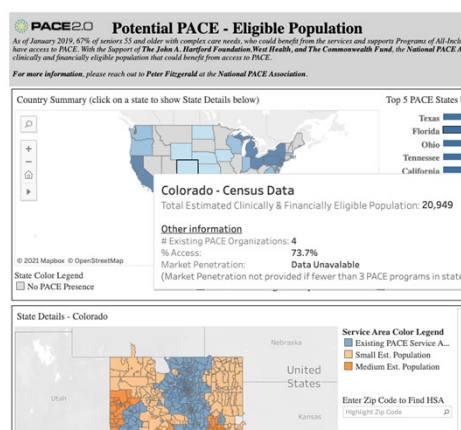 PACE2.0 Potential PACE - Eligible Population
As of January 2019, 67% of seniors 55 and older with complex care needs, who could benefit from the services and supports Programs of All-Inclu
have access to PACE. With the Support of The John A. Hartford Foundation,West Health, and The Commonwealth Fund, the National PACE A
clinically and financially eligible population that could benefit from access to PACE.
For more information, please reach out to Peter Fitzgerald at the National PACE Association.
Country Summary (click on a state to show State Details below)
Top 5 PACE States
Texas
Florida
Ohio
Tennessee
California
Colorado - Census Data
Total Estimated Clinically & Financially Eligible Population: 20,949
Other information
# Existing PACE Organizations: 4
% Access: 73.7%
Market Penetration: Data Unavailable
(Market Penetration not provided if fewer than 3 PACE programs in state
© 2021 Mapbox © OpenStreetMap
State Color Legend
No PACE Presence
State Details - Colorado
Nebraska
United
States
Utah
Kansas
Service Area Color Legend
Existing PACE Service A...
Small Est. Population
Medium Est. Population
Enter Zip Code to Find HSA
Highlight Zip Code